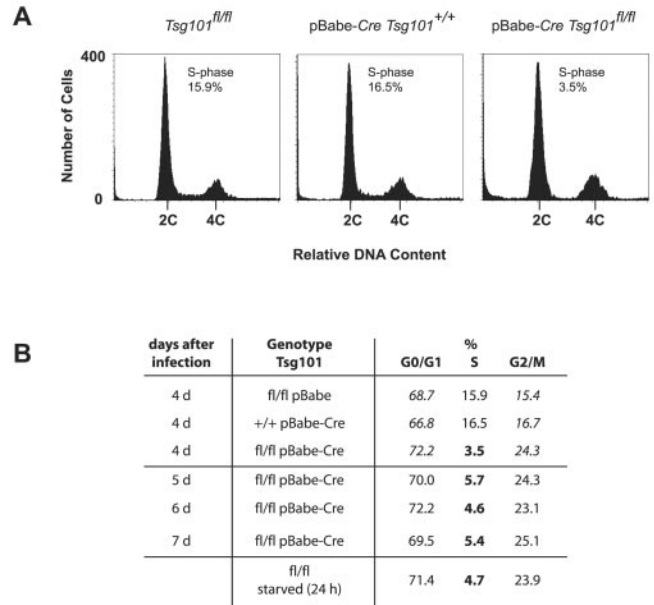 A
Tsg101fl/fl
pBabe-Cre Tsg101+/+
pBabe-Cre Tsg101fl/fl
Number of Cells
400
0
S-phase
15.9%
S-phase
16.5%
S-phase
3.5%
2C 4C
2C 4C
2C 4C
Relative DNA Content
B
days after infection Genotype Tsg101 G0/G1 % S G2/M
4 d fl/fl pBabe 68.7 15.9 15.4
4 d +/+ pBabe-Cre 66.8 16.5 16.7
4 d fl/fl pBabe-Cre 72.2 3.5 24.3
5 d fl/fl pBabe-Cre 70.0 5.7 24.3
6 d fl/fl pBabe-Cre 72.2 4.6 23.1
7 d fl/fl pBabe-Cre 69.5 5.4 25.1
fl/fl
starved (24 h) 71.4 4.7 23.9